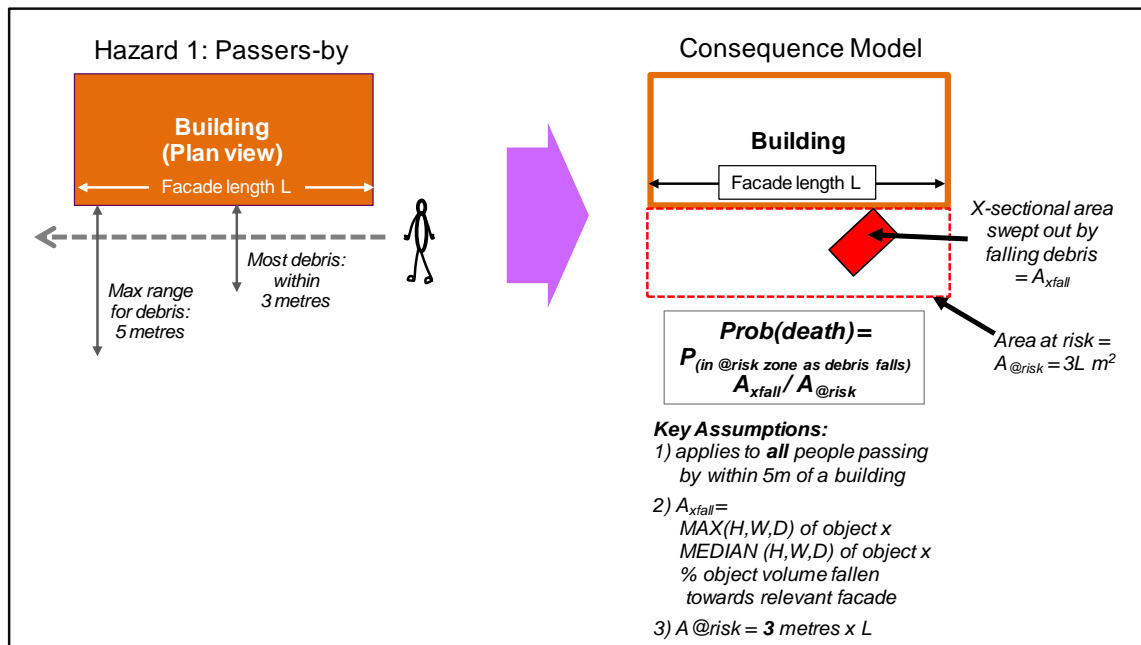 Hazard 1: Passers-by
Building
(Plan view)
Facade length L
Most debris:
within
3 metres
Max range
for debris:
5 metres
Consequence Model
Building
Facade length L
X-sectional area
swept out by
falling debris
= Axfall
Area at risk =
A@risk = 3L m²
Prob(death) =
P(in @risk zone as debris falls)
Axfall / A@risk
Key Assumptions:
1) applies to all people passing
by within 5m of a building
2) Axfall =
MAX(H,W,D) of object x
MEDIAN (H,W,D) of object x
% object volume fallen
towards relevant facade
3) A@risk = 3 metres x L